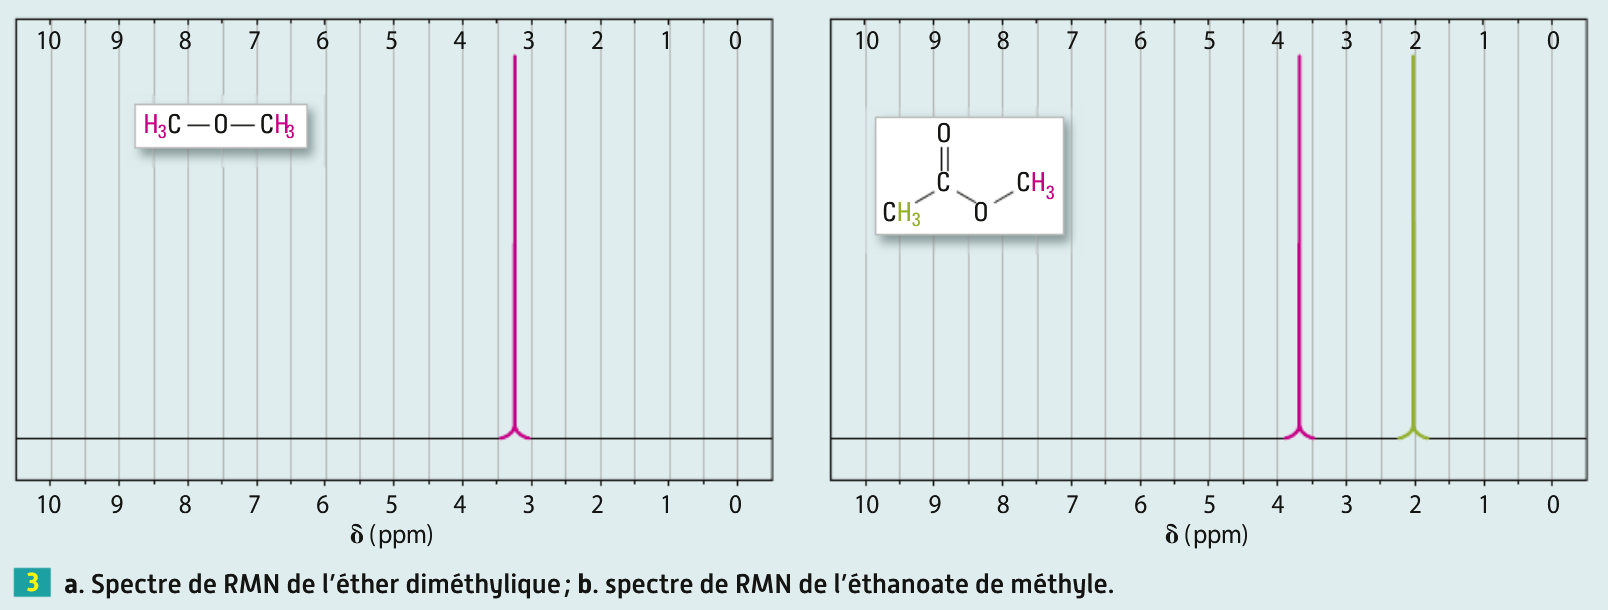 10 9 8 7 6 5 4 3 2 1 0
H₃C — O — CH₃
10 9 8 7 6 5 4 3 2 1 0
δ (ppm)
10 9 8 7 6 5 4 3 2 1 0
O
C
CH₃
CH₃
O
10 9 8 7 6 5 4 3 2 1 0
δ (ppm)
3 a. Spectre de RMN de l'éther diméthylique ; b. spectre de RMN de l'éthanoate de méthyle.